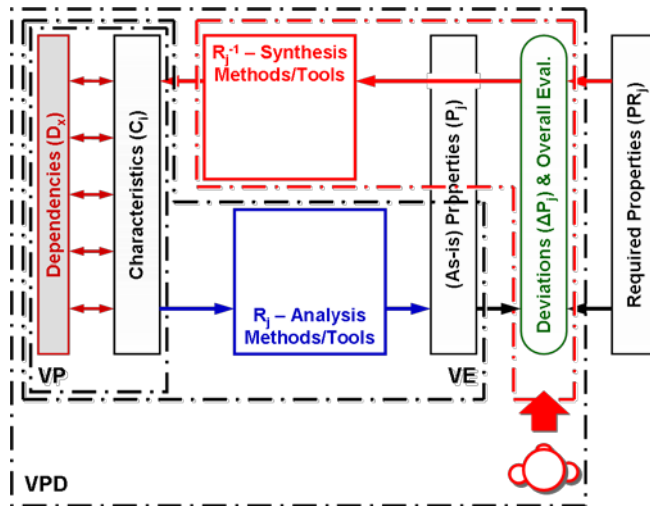 Dependencies (Dₓ)
Characteristics (Cᵢ)
Rⱼ⁻¹ – Synthesis
Methods/Tools
Rⱼ – Analysis
Methods/Tools
(As-is) Properties (Pⱼ)
Deviations (ΔPⱼ) & Overall Eval.
Required Properties (PRⱼ)
VP
VE
VPD